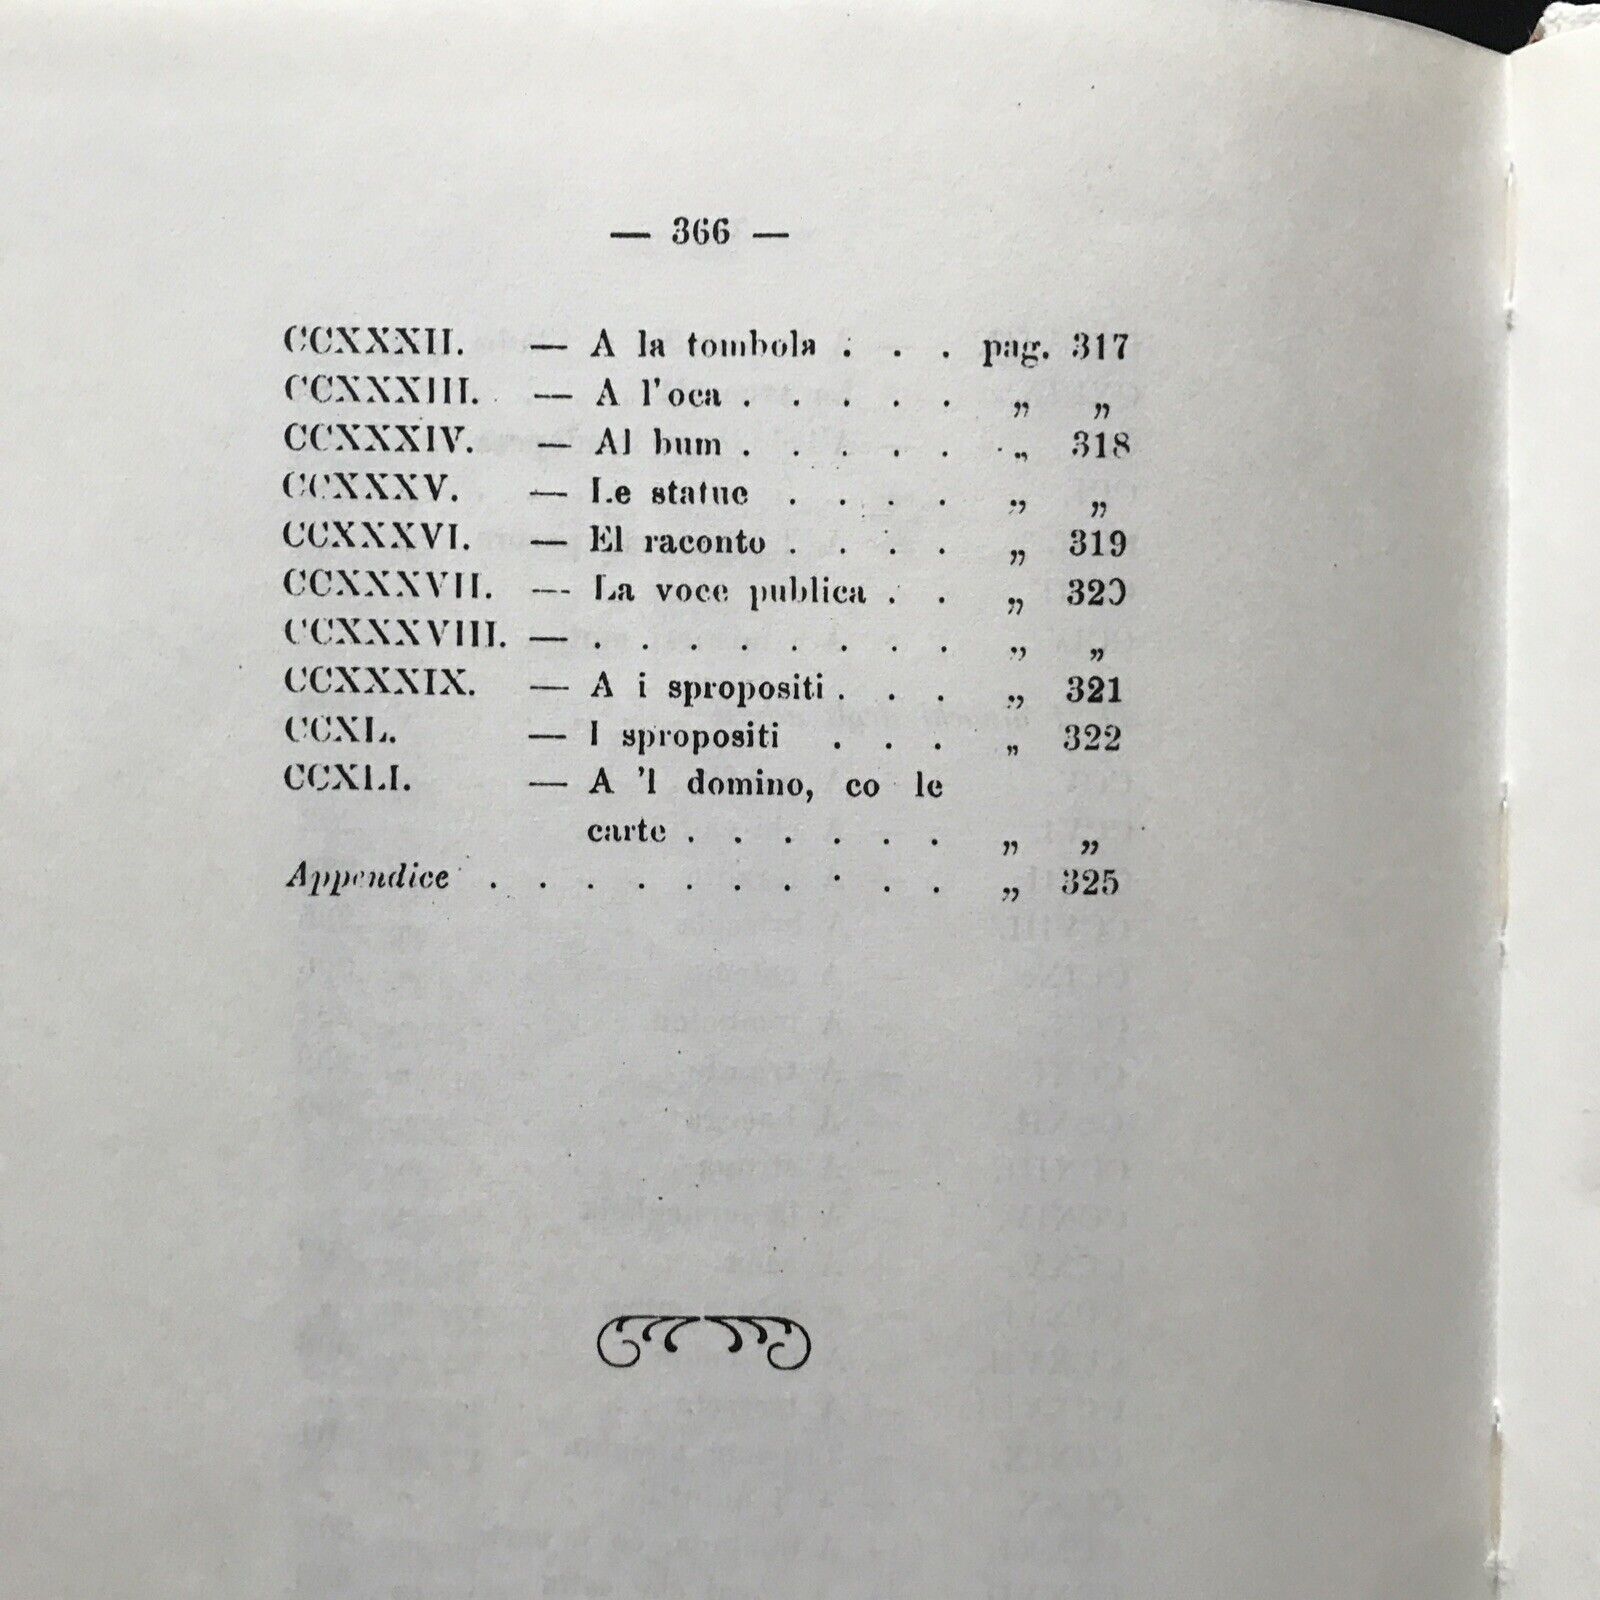 — 366 —
CCXXXII. — A la tombola . . . pag. 317
CCXXXIII. — A l'oca . . . . . „ „
CCXXXIV. — Al bum . . . . . „ 318
CCXXXV. — Le statue . . . . „ „
CCXXXVI. — El raconto . . . . „ 319
CCXXXVII. — La voce publica . . „ 320
CCXXXVIII. — . . . . . . . . „ „
CCXXXIX. — A i spropositi . . . „ 321
CCXL. — I spropositi . . . „ 322
CCXLI. — A 'l domino, co le
carte . . . . . . „ „
Appendice . . . . . . . . . . „ 325